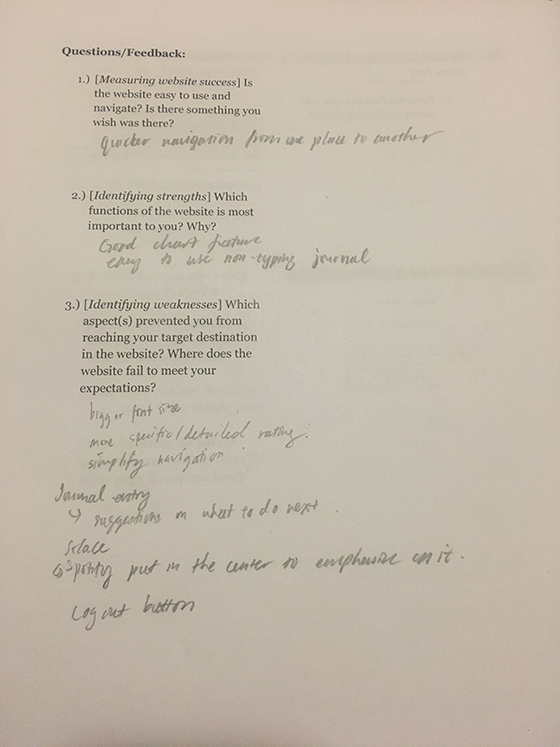 Questions/Feedback:
1.) [Measuring website success] Is
the website easy to use and
navigate? Is there something you
wish was there?
quicker navigation from one place to another
2.) [Identifying strengths] Which
functions of the website is most
important to you? Why?
Good chart feature
easy to use non-typing journal
3.) [Identifying weaknesses] Which
aspect(s) prevented you from
reaching your target destination
in the website? Where does the
website fail to meet your
expectations?
bigger font size
more specific/detailed rating.
simplify navigation
Journal entry
↳ suggestions on what to do next.
Solace
↳ Spotify put in the center to emphasize on it.
Log out button